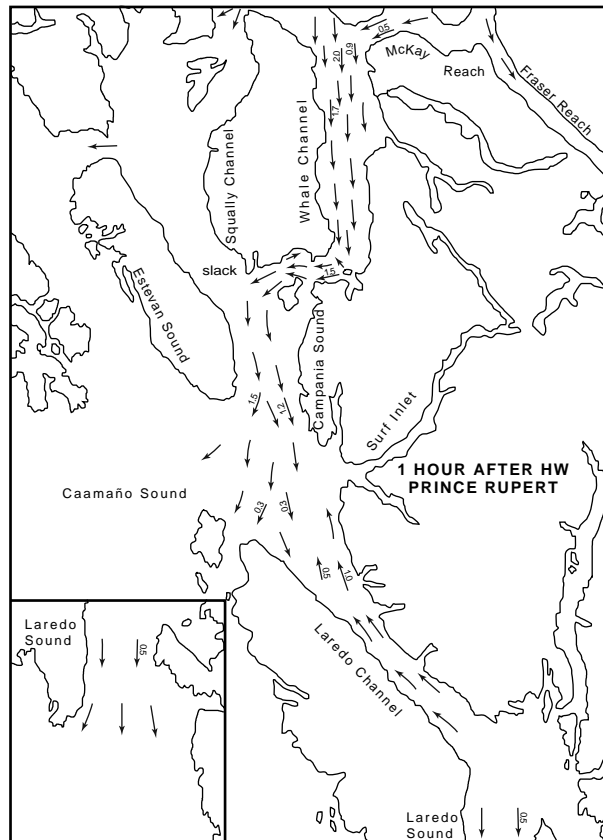 0.5
McKay
Reach
Fraser Reach
2.0
0.9
1.7
Squally Channel
Whale Channel
slack
1.5
Estevan Sound
Campania Sound
1.5
1.2
Surf Inlet
1 HOUR AFTER HW
PRINCE RUPERT
Caamaño Sound
0.3
0.3
0.5
1.0
Laredo
Sound
0.5
Laredo Channel
Laredo
Sound
0.5